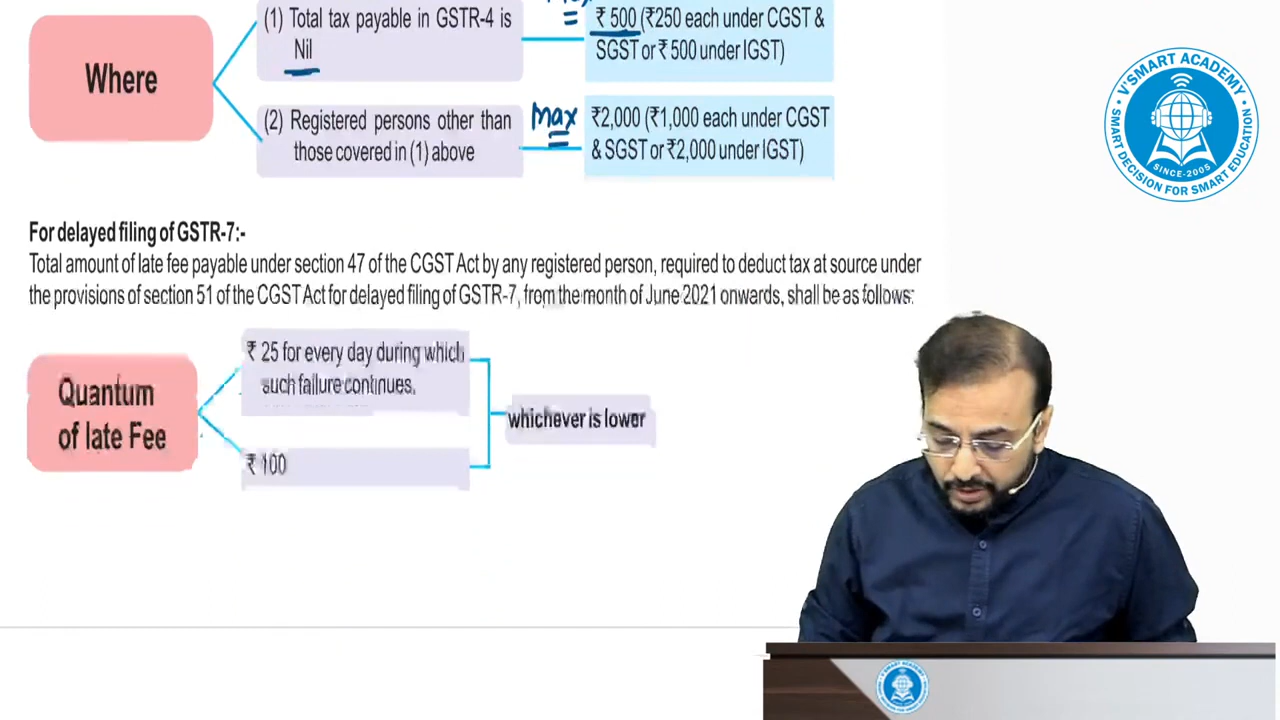 Where
(1) Total tax payable in GSTR-4 is
Nil
₹ 500 (₹250 each under CGST &
SGST or ₹ 500 under IGST)
(2) Registered persons other than
those covered in (1) above
Max
₹2,000 (₹1,000 each under CGST
& SGST or ₹2,000 under IGST)
For delayed filing of GSTR-7:-
Total amount of late fee payable under section 47 of the CGST Act by any registered person, required to deduct tax at source under
the provisions of section 51 of the CGST Act for delayed filing of GSTR-7, from the month of June 2021 onwards, shall be as follows:
Quantum
of late Fee
₹ 25 for every day during which
such failure continues.
₹ 100
whichever is lower
V'SMART ACADEMY
SINCE-2005
SMART DECISION FOR SMART EDUCATION
V'SMART ACADEMY